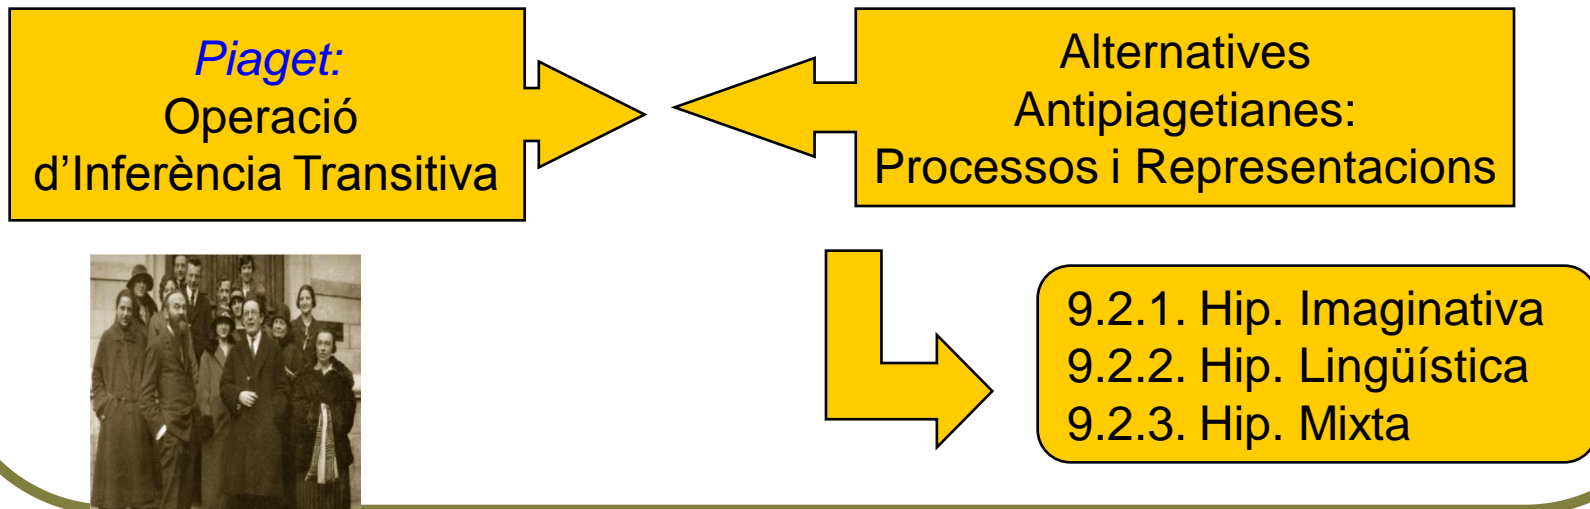 Piaget:
Operació
d’Inferència Transitiva
Alternatives
Antipiagetianes:
Processos i Representacions
9.2.1. Hip. Imaginativa
9.2.2. Hip. Lingüística
9.2.3. Hip. Mixta